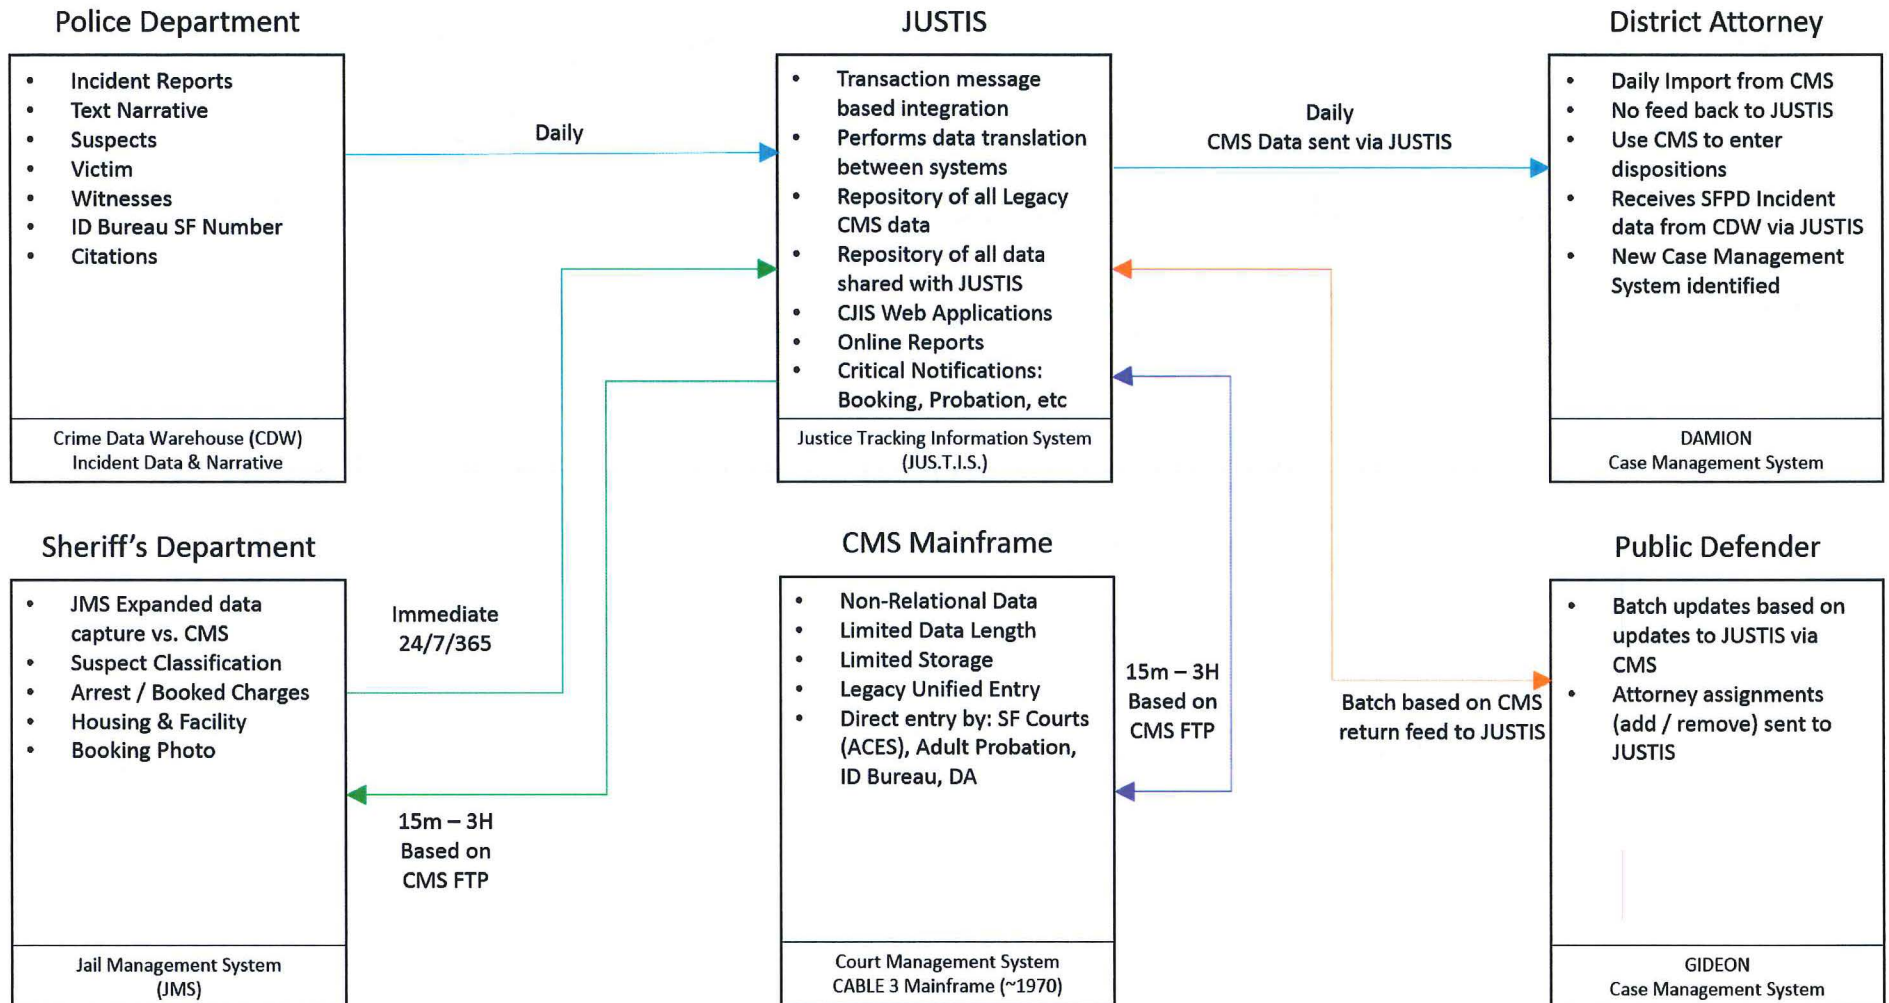 Police Department
• Incident Reports
• Text Narrative
• Suspects
• Victim
• Witnesses
• ID Bureau SF Number
• Citations
Crime Data Warehouse (CDW)
Incident Data & Narrative
Daily
JUSTIS
• Transaction message
based integration
• Performs data translation
between systems
• Repository of all Legacy
CMS data
• Repository of all data
shared with JUSTIS
• CJIS Web Applications
• Online Reports
• Critical Notifications:
Booking, Probation, etc
Justice Tracking Information System
(JUS.T.I.S.)
Daily
CMS Data sent via JUSTIS
District Attorney
• Daily Import from CMS
• No feed back to JUSTIS
• Use CMS to enter
dispositions
• Receives SFPD Incident
data from CDW via JUSTIS
• New Case Management
System identified
DAMION
Case Management System
Sheriff's Department
• JMS Expanded data
capture vs. CMS
• Suspect Classification
• Arrest / Booked Charges
• Housing & Facility
• Booking Photo
Jail Management System
(JMS)
Immediate
24/7/365
15m – 3H
Based on
CMS FTP
CMS Mainframe
• Non-Relational Data
• Limited Data Length
• Limited Storage
• Legacy Unified Entry
• Direct entry by: SF Courts
(ACES), Adult Probation,
ID Bureau, DA
Court Management System
CABLE 3 Mainframe (~1970)
15m – 3H
Based on
CMS FTP
Batch based on CMS
return feed to JUSTIS
Public Defender
• Batch updates based on
updates to JUSTIS via
CMS
• Attorney assignments
(add / remove) sent to
JUSTIS
GIDEON
Case Management System